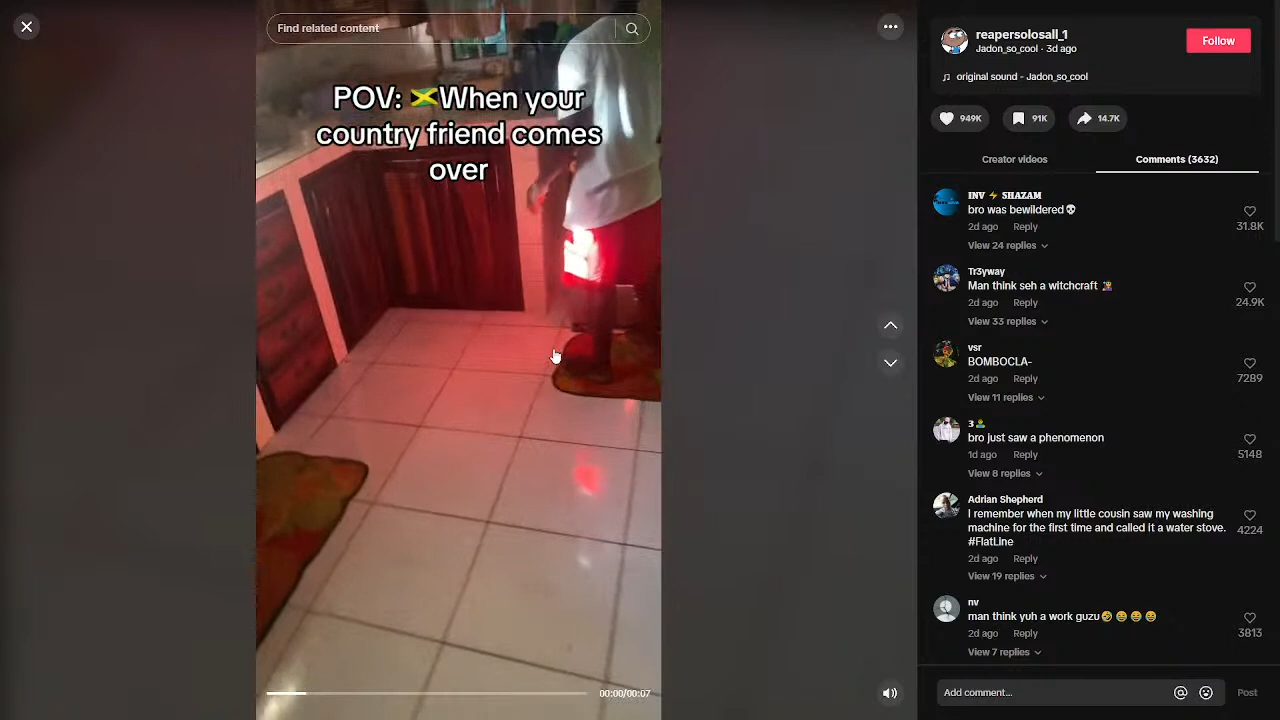 Find related content
POV: 🇯🇲When your
country friend comes
over
00:00/00:07
reapersolosall_1
Jadon_so_cool · 3d ago
Follow
♫ original sound - Jadon_so_cool
949K
91K
14.7K
Creator videos
Comments (3632)
INV ⚡ SHAZAM
bro was bewildered💀
2d ago Reply
31.8K
View 24 replies
Tr3yway
Man think seh a witchcraft
2d ago Reply
24.9K
View 33 replies
vsr
BOMBOCLA-
2d ago Reply
7289
View 11 replies
3
bro just saw a phenomenon
1d ago Reply
5148
View 8 replies
Adrian Shepherd
I remember when my little cousin saw my washing
machine for the first time and called it a water stove.
#FlatLine
4224
2d ago Reply
View 19 replies
nv
man think yuh a work guzu🤣😂😂😂
2d ago Reply
3813
View 7 replies
Add comment...
@
Post